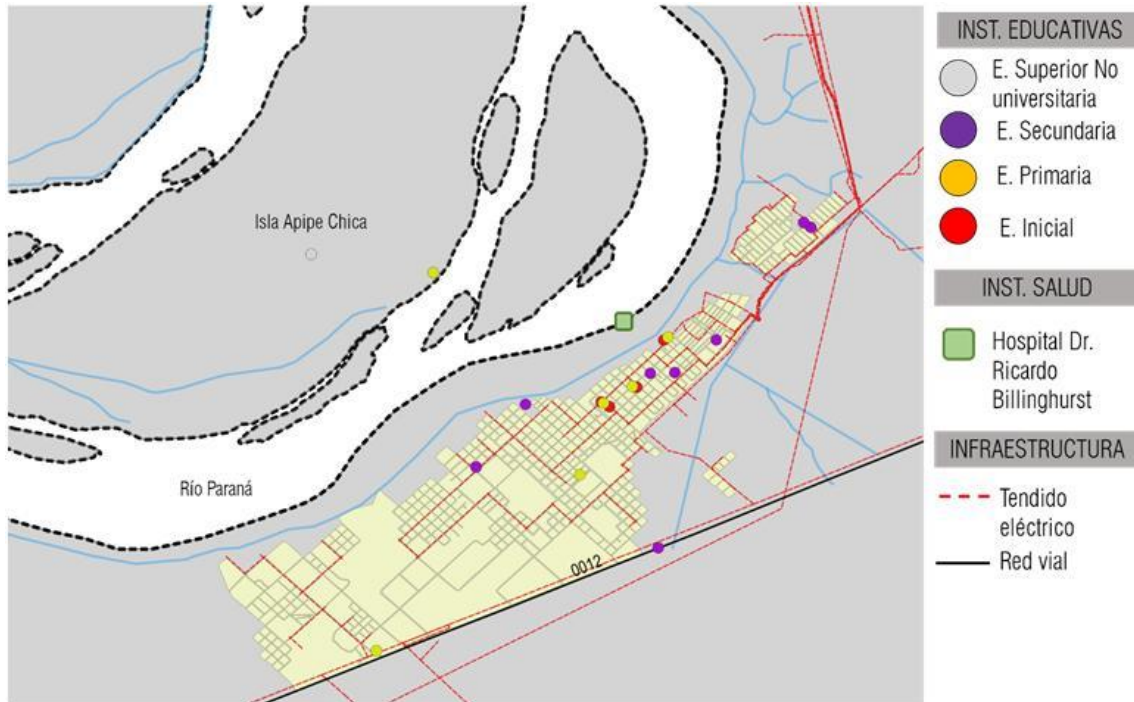 Isla Apipe Chica
Río Paraná
0012
INST. EDUCATIVAS
E. Superior No
universitaria
E. Secundaria
E. Primaria
E. Inicial
INST. SALUD
Hospital Dr.
Ricardo
Billinghurst
INFRAESTRUCTURA
Tendido
eléctrico
Red vial